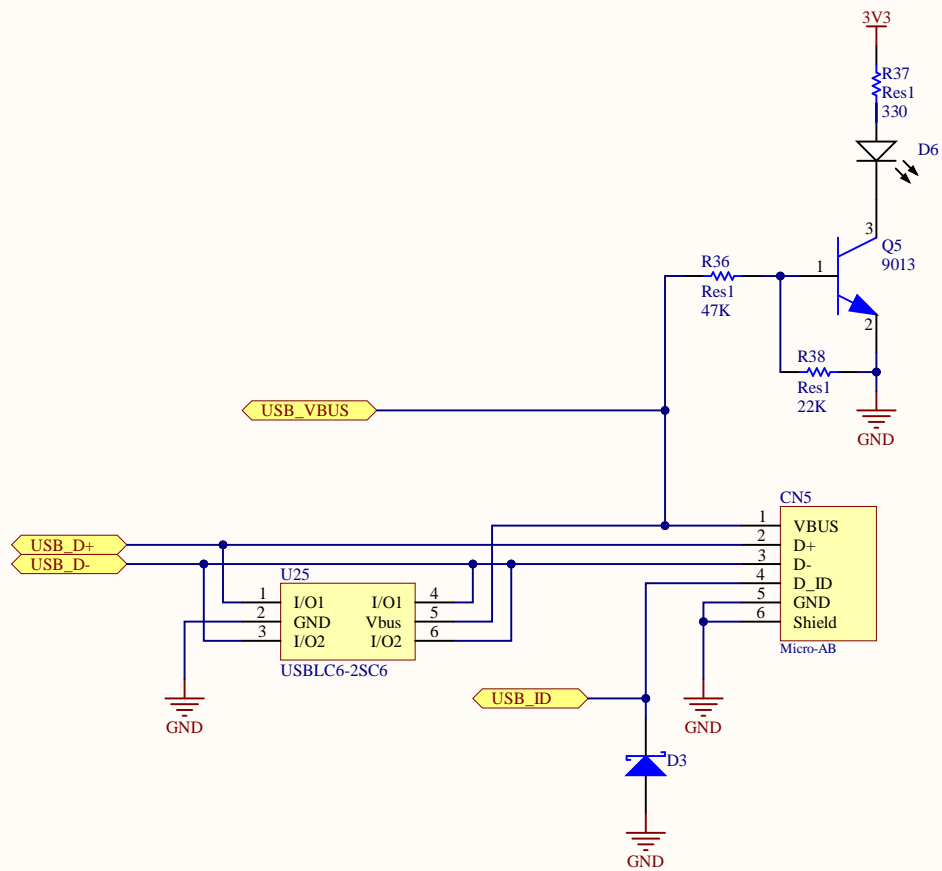 3V3
R37
Res1
330
D6
3
Q5
9013
R36
1
Res1
47K
2
R38
Res1
22K
USB_VBUS
GND
CN5
1 VBUS
USB_D+
2 D+
USB_D-
3 D-
U25
4 D_ID
1 I/O1 I/O1 4
5 GND
2 GND Vbus 5
6 Shield
3 I/O2 I/O2 6
Micro-AB
USBLC6-2SC6
USB_ID
GND
GND
D3
GND